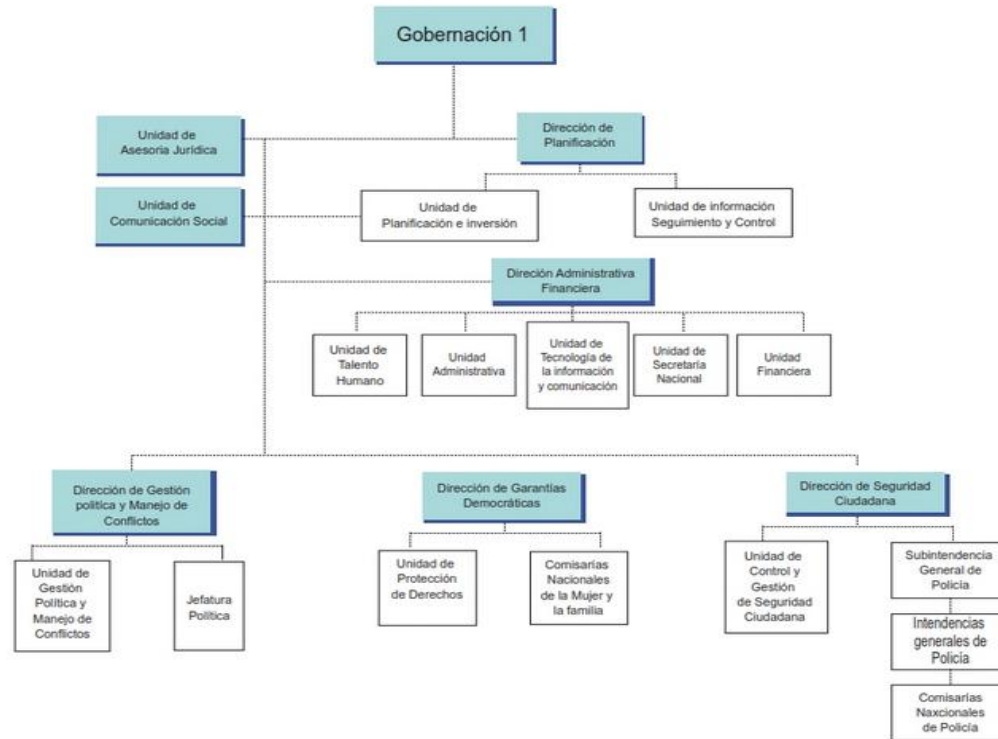 Gobernación 1
Unidad de
Asesoria Jurídica
Dirección de
Planificación
Unidad de
Comunicación Social
Unidad de
Planificación e inversión
Unidad de información
Seguimiento y Control
Direción Administrativa
Financiera
Unidad de
Talento
Humano
Unidad
Administrativa
Unidad de
Tecnología de
la información
y comunicación
Unidad de
Secretaría
Nacional
Unidad
Financiera
Dirección de Gestión
política y Manejo de
Conflictos
Dirección de Garantías
Democráticas
Dirección de Seguridad
Ciudadana
Unidad de
Gestión
Política y
Manejo de
Conflictos
Jefatura
Política
Unidad de
Protección
de Derechos
Comisarías
Nacionales
de la Mujer y
la familia
Unidad de
Control y
Gestión
de Seguridad
Ciudadana
Subintendencia
General de
Policía
Intendencias
generales de
Policía
Comisarías
Naxcionales
de Policía